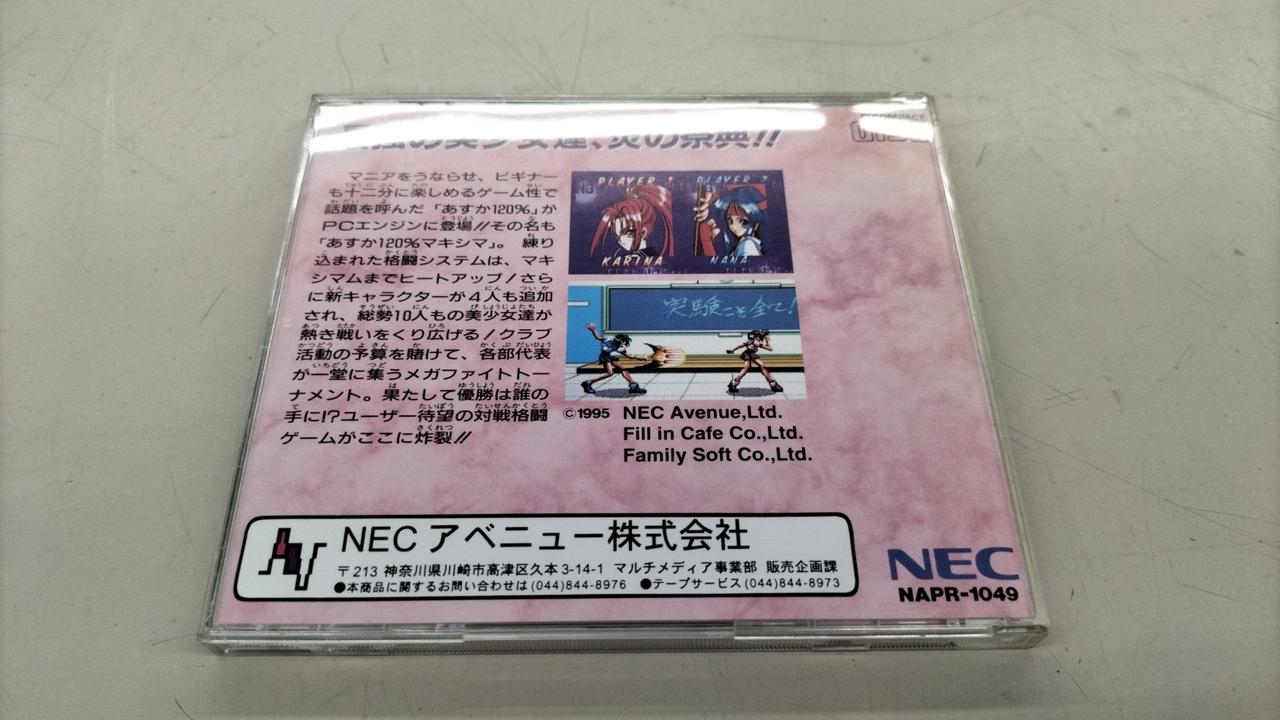 の美少女達、炎の祭典!!
マニアをうならせ、ビギナー
も十二分に楽しめるゲーム性で
話題を呼んだ「あすか120%」が
PCエンジンに登場!!その名も
「あすか120%マキシマ」。練り
込まれた格闘システムは、マキ
シマムまでヒートアップ!さら
に新キャラクターが4人も追加
され、総勢10人もの美少女達が
熱き戦いをくり広げる!クラブ
活動の予算を賭けて、各部代表
が一堂に集うメガファイトトー
ナメント。果たして優勝は誰の
手に!?ユーザー待望の対戦格闘
ゲームがここに炸裂!!
PLAYER 1 PLAYER 2
KARINA NANA
実験こそ全て!
©1995 NEC Avenue,Ltd.
Fill in Cafe Co.,Ltd.
Family Soft Co.,Ltd.
NEC アベニュー株式会社
〒213 神奈川県川崎市高津区久本3-14-1 マルチメディア事業部 販売企画課
●本商品に関するお問い合わせは(044)844-8976 ●テープサービス(044)844-8973
NEC
NAPR-1049